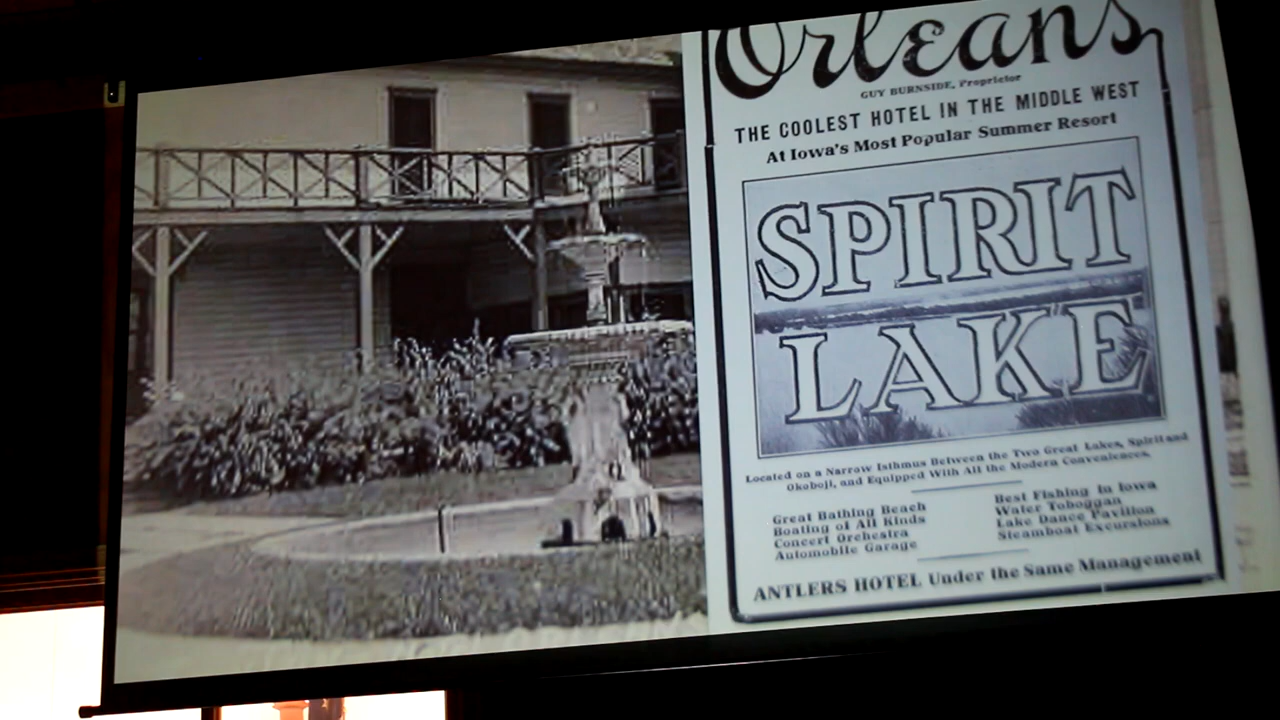 Orleans
GUY BURNSIDE, Proprietor
THE COOLEST HOTEL IN THE MIDDLE WEST
At Iowa's Most Popular Summer Resort
SPIRIT
LAKE
Located on a Narrow Isthmus Between the Two Great Lakes, Spirit and
Okoboji, and Equipped With All the Modern Conveniences.
Great Bathing Beach
Boating of All Kinds
Concert Orchestra
Automobile Garage
Best Fishing in Iowa
Water Toboggan
Lake Dance Pavilion
Steamboat Excursions
ANTLERS HOTEL Under the Same Management